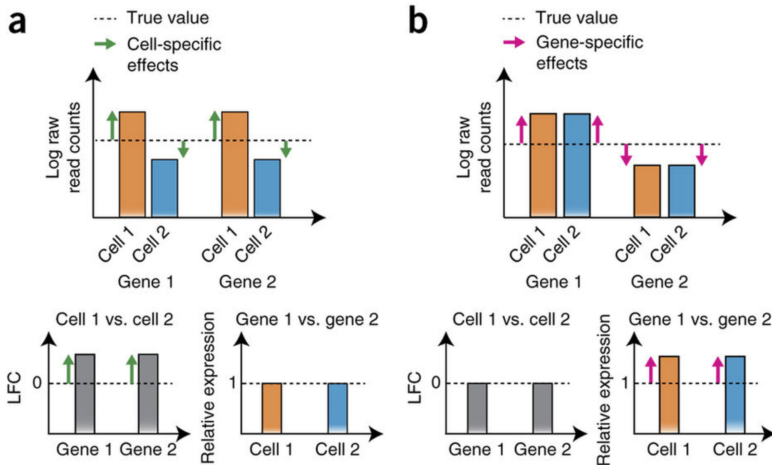 a
True value
Cell-specific
effects
Log raw
read counts
Cell 1
Cell 2
Cell 1
Cell 2
Gene 1
Gene 2
Cell 1 vs. cell 2
LFC
0
Gene 1
Gene 2
Gene 1 vs. gene 2
Relative expression
1
Cell 1
Cell 2
b
True value
Gene-specific
effects
Log raw
read counts
Cell 1
Cell 2
Cell 1
Cell 2
Gene 1
Gene 2
Cell 1 vs. cell 2
LFC
0
Gene 1
Gene 2
Gene 1 vs. gene 2
Relative expression
1
Cell 1
Cell 2